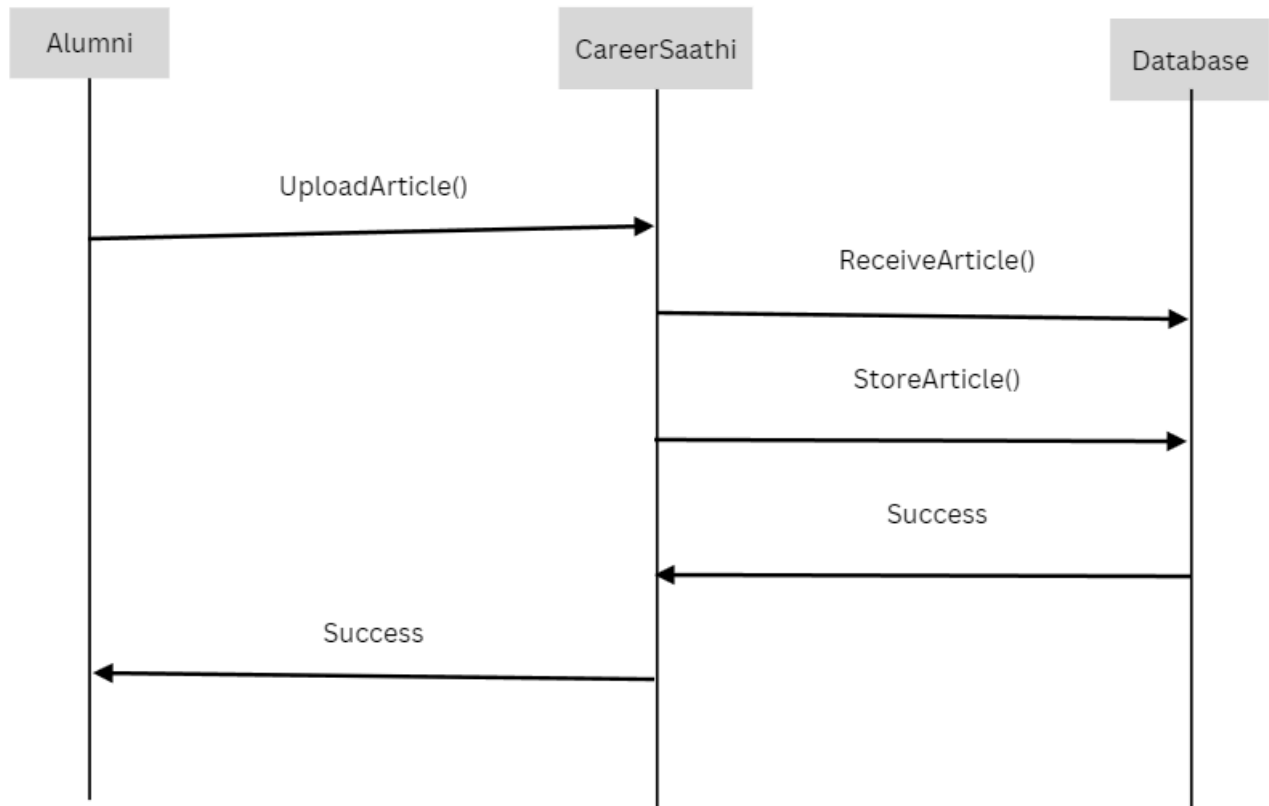 Alumni
CareerSaathi
Database
UploadArticle()
ReceiveArticle()
StoreArticle()
Success
Success